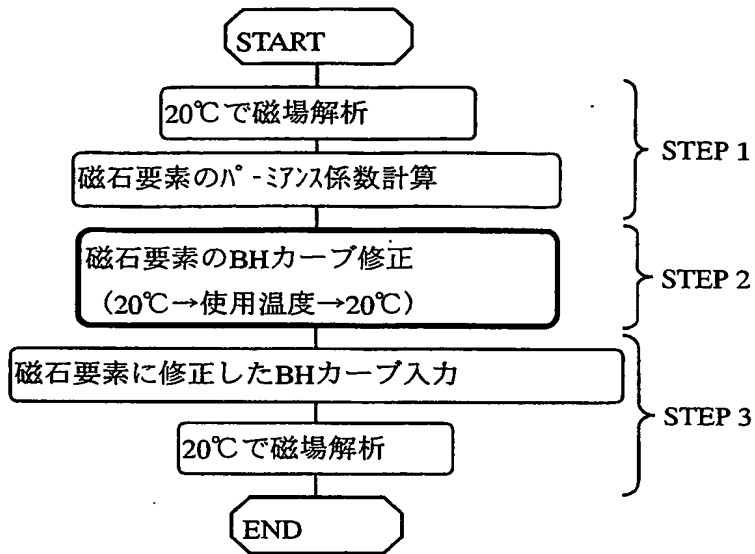 START
20℃で磁場解析
磁石要素のﾊﾟｰﾐｱﾝｽ係数計算
STEP 1
磁石要素のBHカーブ修正
（20℃→使用温度→20℃）
STEP 2
磁石要素に修正したBHカーブ入力
20℃で磁場解析
STEP 3
END